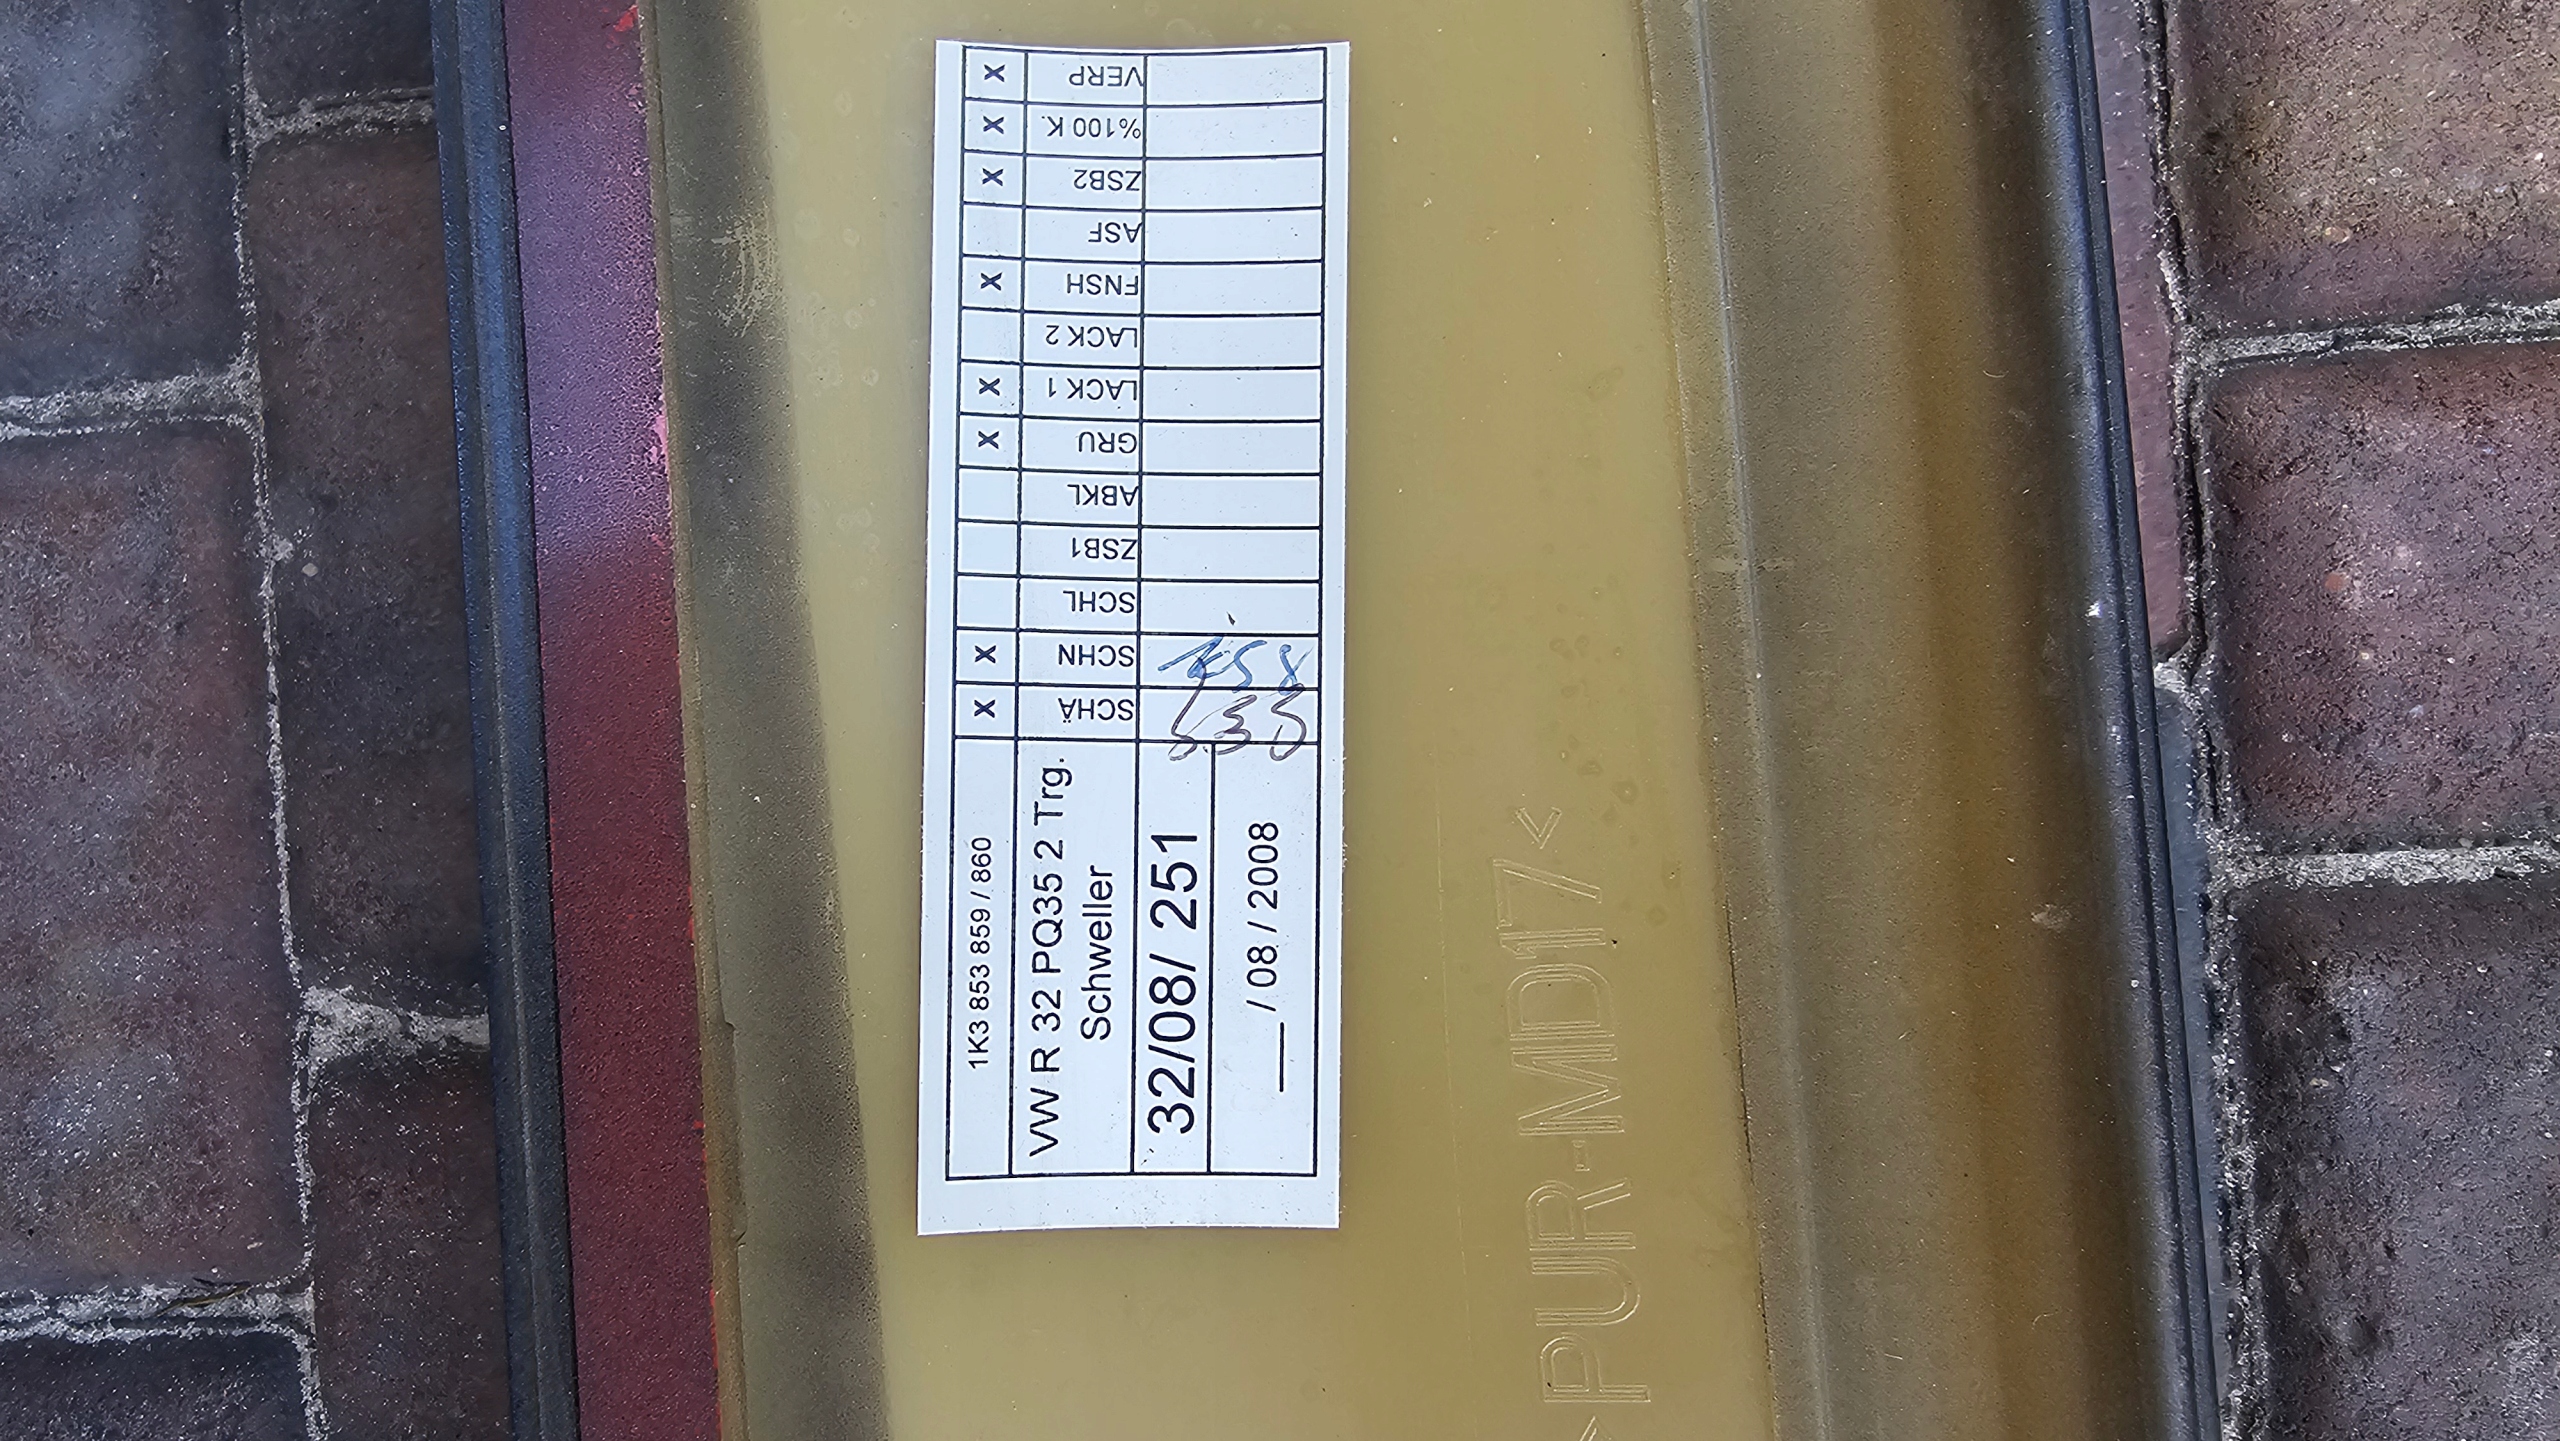 1K3 853 859 / 860
VW R 32 PQ35 2 Trg.
Schweller
32/08/ 251
__ / 08 / 2008
X SCHÄ
X SCHN
SCHL
ZSB1
ABKL
X GRU
X LACK 1
LACK 2
X FNSH
ASF
X ZSB2
X %100 K.
X VERP
>PUR-MD17<